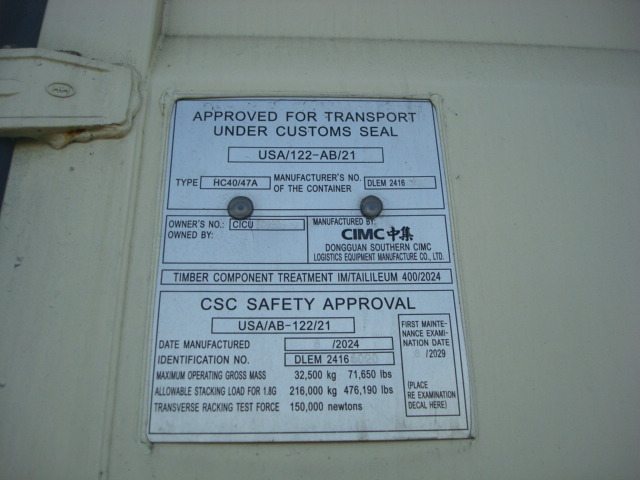 APPROVED FOR TRANSPORT
UNDER CUSTOMS SEAL
USA/122-AB/21
TYPE HC40/47A MANUFACTURER'S NO. OF THE CONTAINER DLEM 2416
OWNER'S NO.: CICU
OWNED BY:
MANUFACTURED BY:
CIMC中集
DONGGUAN SOUTHERN CIMC
LOGISTICS EQUIPMENT MANUFACTURE CO., LTD.
TIMBER COMPONENT TREATMENT IM/TAILILEUM 400/2024
CSC SAFETY APPROVAL
USA/AB-122/21
DATE MANUFACTURED /2024
IDENTIFICATION NO. DLEM 2416
MAXIMUM OPERATING GROSS MASS 32,500 kg 71,650 lbs
ALLOWABLE STACKING LOAD FOR 1.8G 216,000 kg 476,190 lbs
TRANSVERSE RACKING TEST FORCE 150,000 newtons
FIRST MAINTE-
NANCE EXAMI-
NATION DATE
/2029
(PLACE
RE EXAMINATION
DECAL HERE)